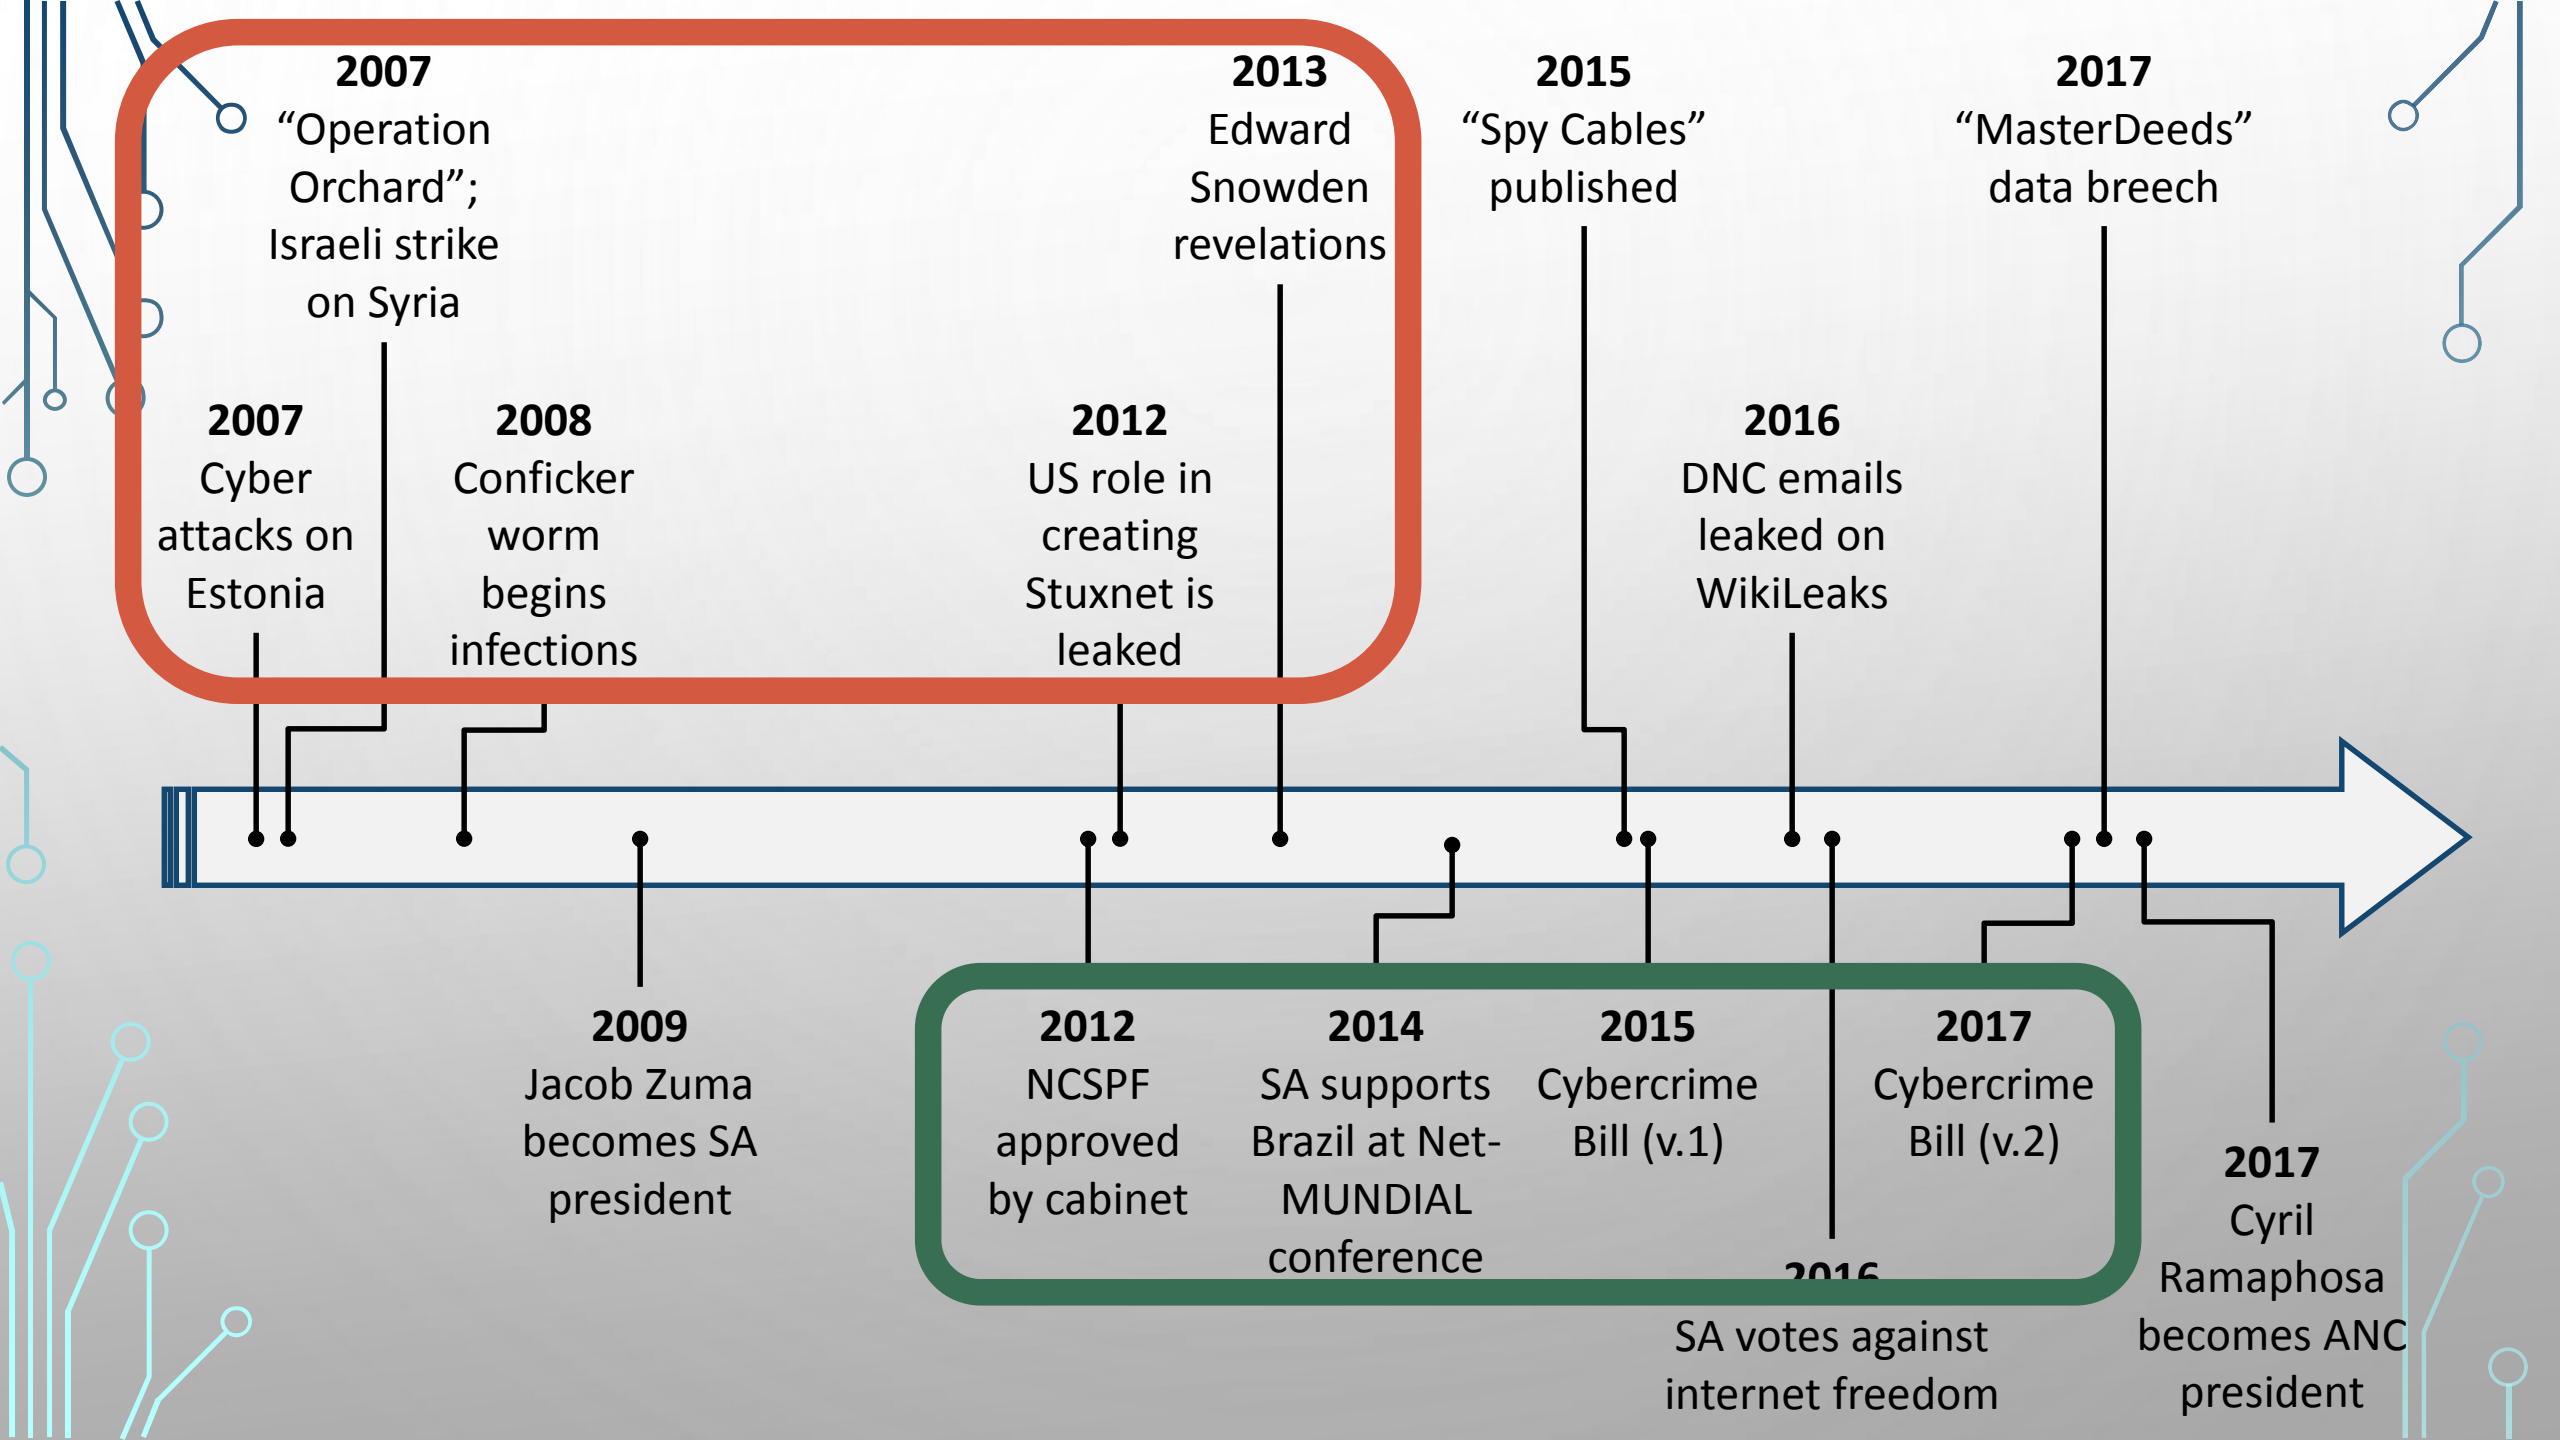 2007
“Operation
Orchard”;
Israeli strike
on Syria
2013
Edward
Snowden
revelations
2015
“Spy Cables”
published
2017
“MasterDeeds”
data breech
2007
Cyber
attacks on
Estonia
2008
Conficker
worm
begins
infections
2012
US role in
creating
Stuxnet is
leaked
2016
DNC emails
leaked on
WikiLeaks
2009
Jacob Zuma
becomes SA
president
2012
NCSPF
approved
by cabinet
2014
SA supports
Brazil at Net-
MUNDIAL
conference
2015
Cybercrime
Bill (v.1)
2016
SA votes against
internet freedom
2017
Cybercrime
Bill (v.2)
2017
Cyril
Ramaphosa
becomes ANC
president